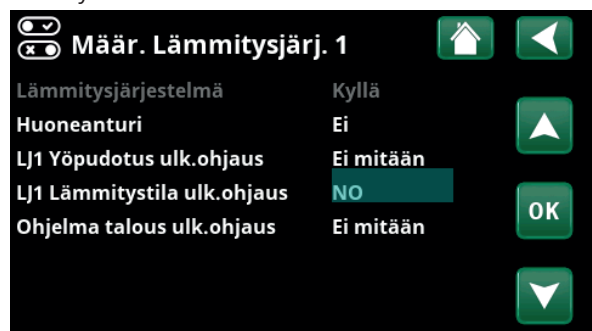 Määr. Lämmitysjärj. 1
Lämmitysjärjestelmä Kyllä
Huoneanturi Ei
LJ1 Yöpudotus ulk.ohjaus Ei mitään
LJ1 Lämmitystila ulk.ohjaus NO
Ohjelma talous ulk.ohjaus Ei mitään
OK